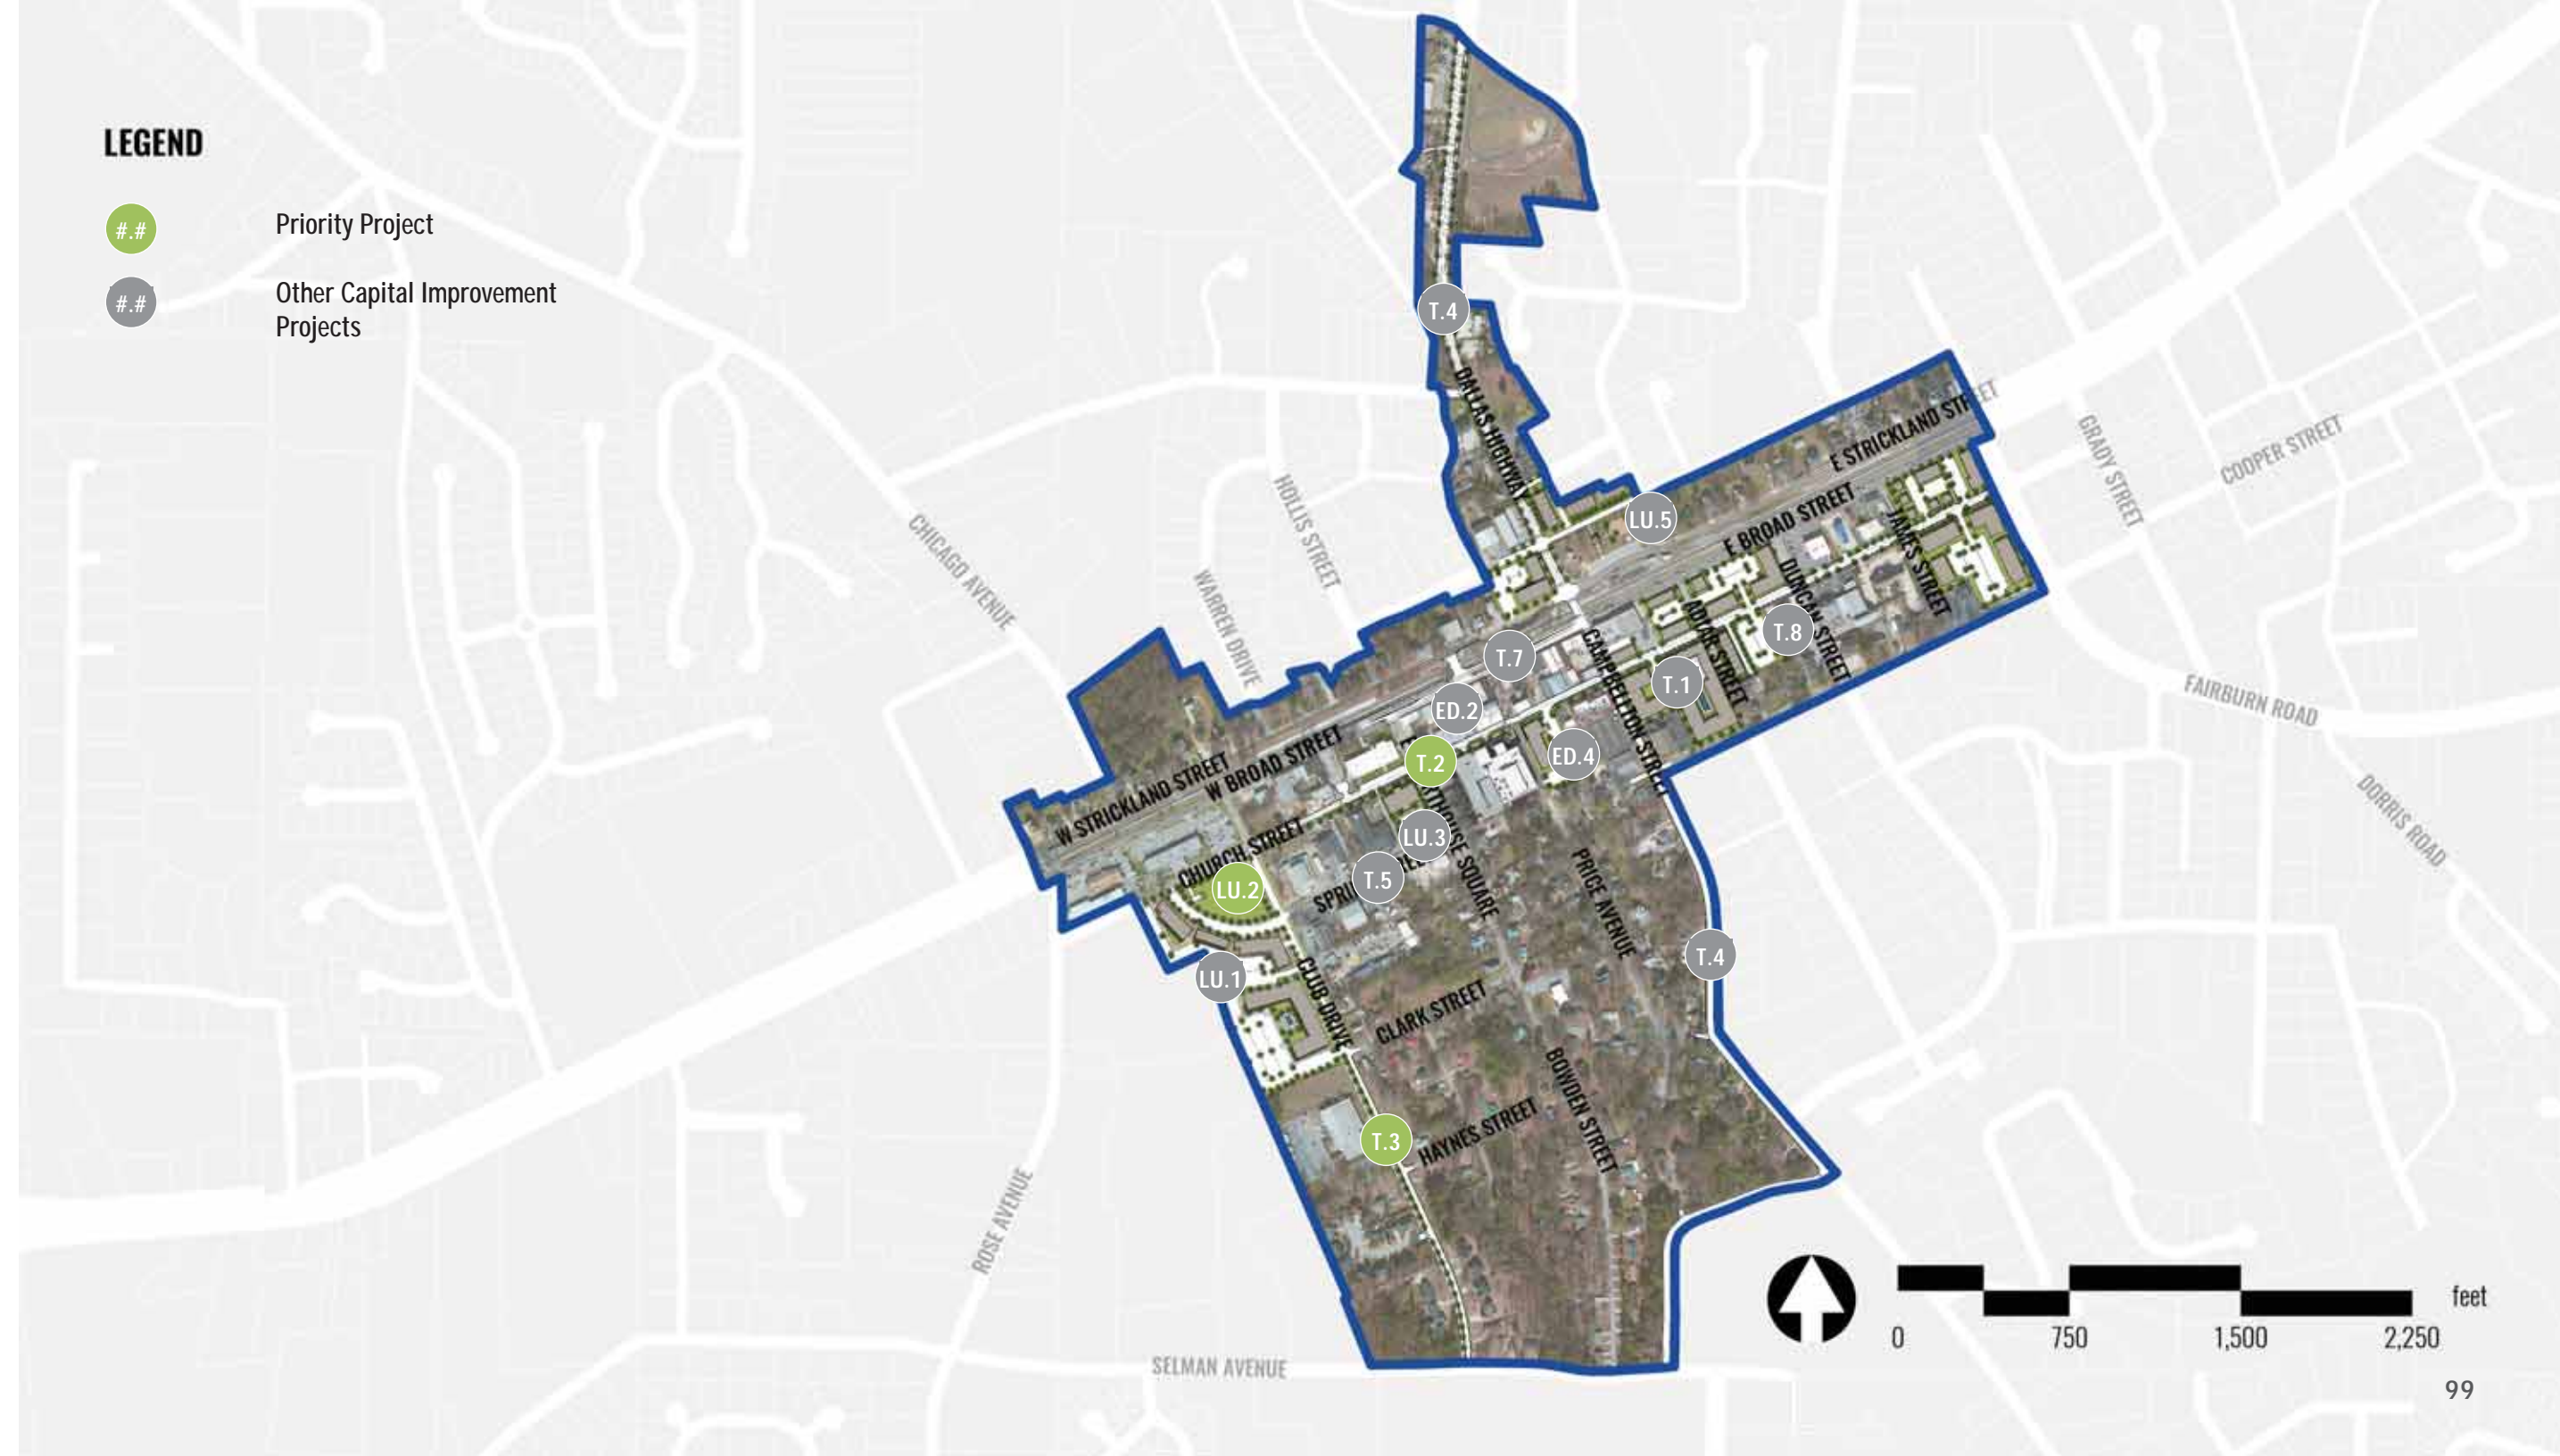 LEGEND
#.#
Priority Project
#.#
Other Capital Improvement
Projects
T.4
DALLAS HIGHWAY
E STRICKLAND STREET
GRADY STREET
COOPER STREET
HOLLIS STREET
LU.5
E BROAD STREET
JAMES STREET
CHICAGO AVENUE
WARREN DRIVE
DUNCAN STREET
T.8
ADIAR STREET
CAMPBELLTON STREET
T.7
T.1
ED.2
FAIRBURN ROAD
T.2
ED.4
W BROAD STREET
W STRICKLAND STREET
DORRIS ROAD
LU.3
CHURCH STREET
SQUARE
LU.2
T.5
PRICE AVENUE
T.4
LU.1
CLUB DRIVE
CLARK STREET
BOWDEN STREET
T.3
HAYNES STREET
ROSE AVENUE
SELMAN AVENUE
feet
0 750 1,500 2,250
99